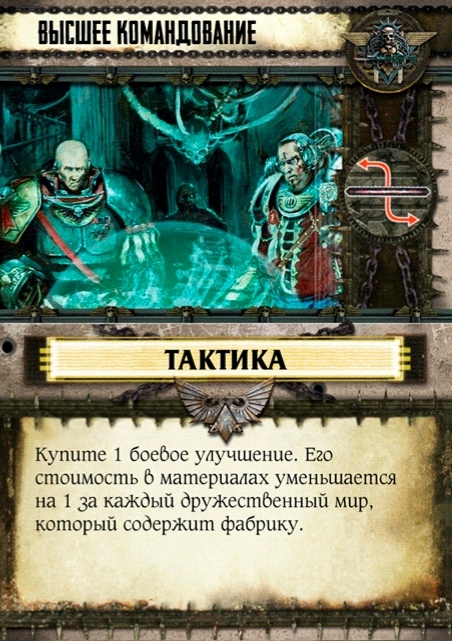 ВЫСШЕЕ КОМАНДОВАНИЕ
ТАКТИКА
Купите 1 боевое улучшение. Его
стоимость в материалах уменьшается
на 1 за каждый дружественный мир,
который содержит фабрику.